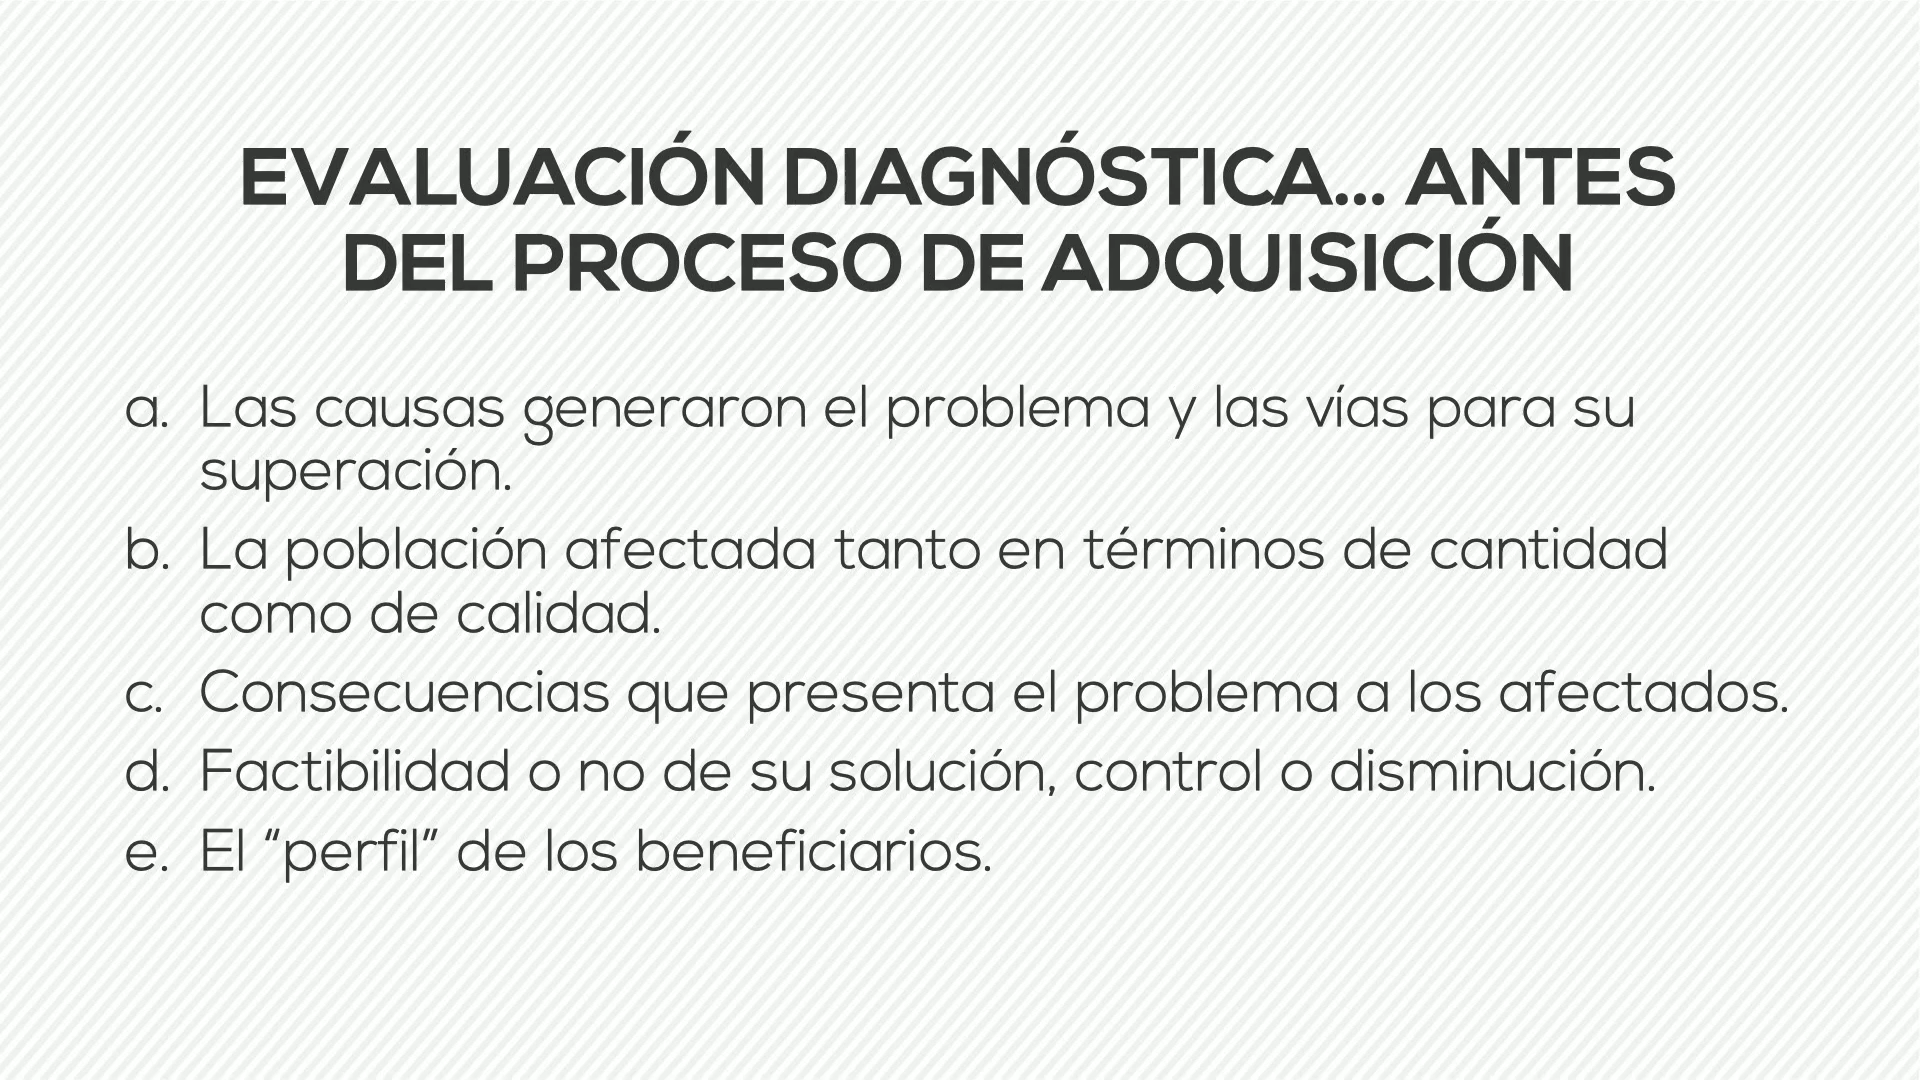 EVALUACIÓN DIAGNÓSTICA... ANTES
DEL PROCESO DE ADQUISICIÓN
a. Las causas generaron el problema y las vías para su
superación.
b. La población afectada tanto en términos de cantidad
como de calidad.
c. Consecuencias que presenta el problema a los afectados.
d. Factibilidad o no de su solución, control o disminución.
e. El “perfil” de los beneficiarios.